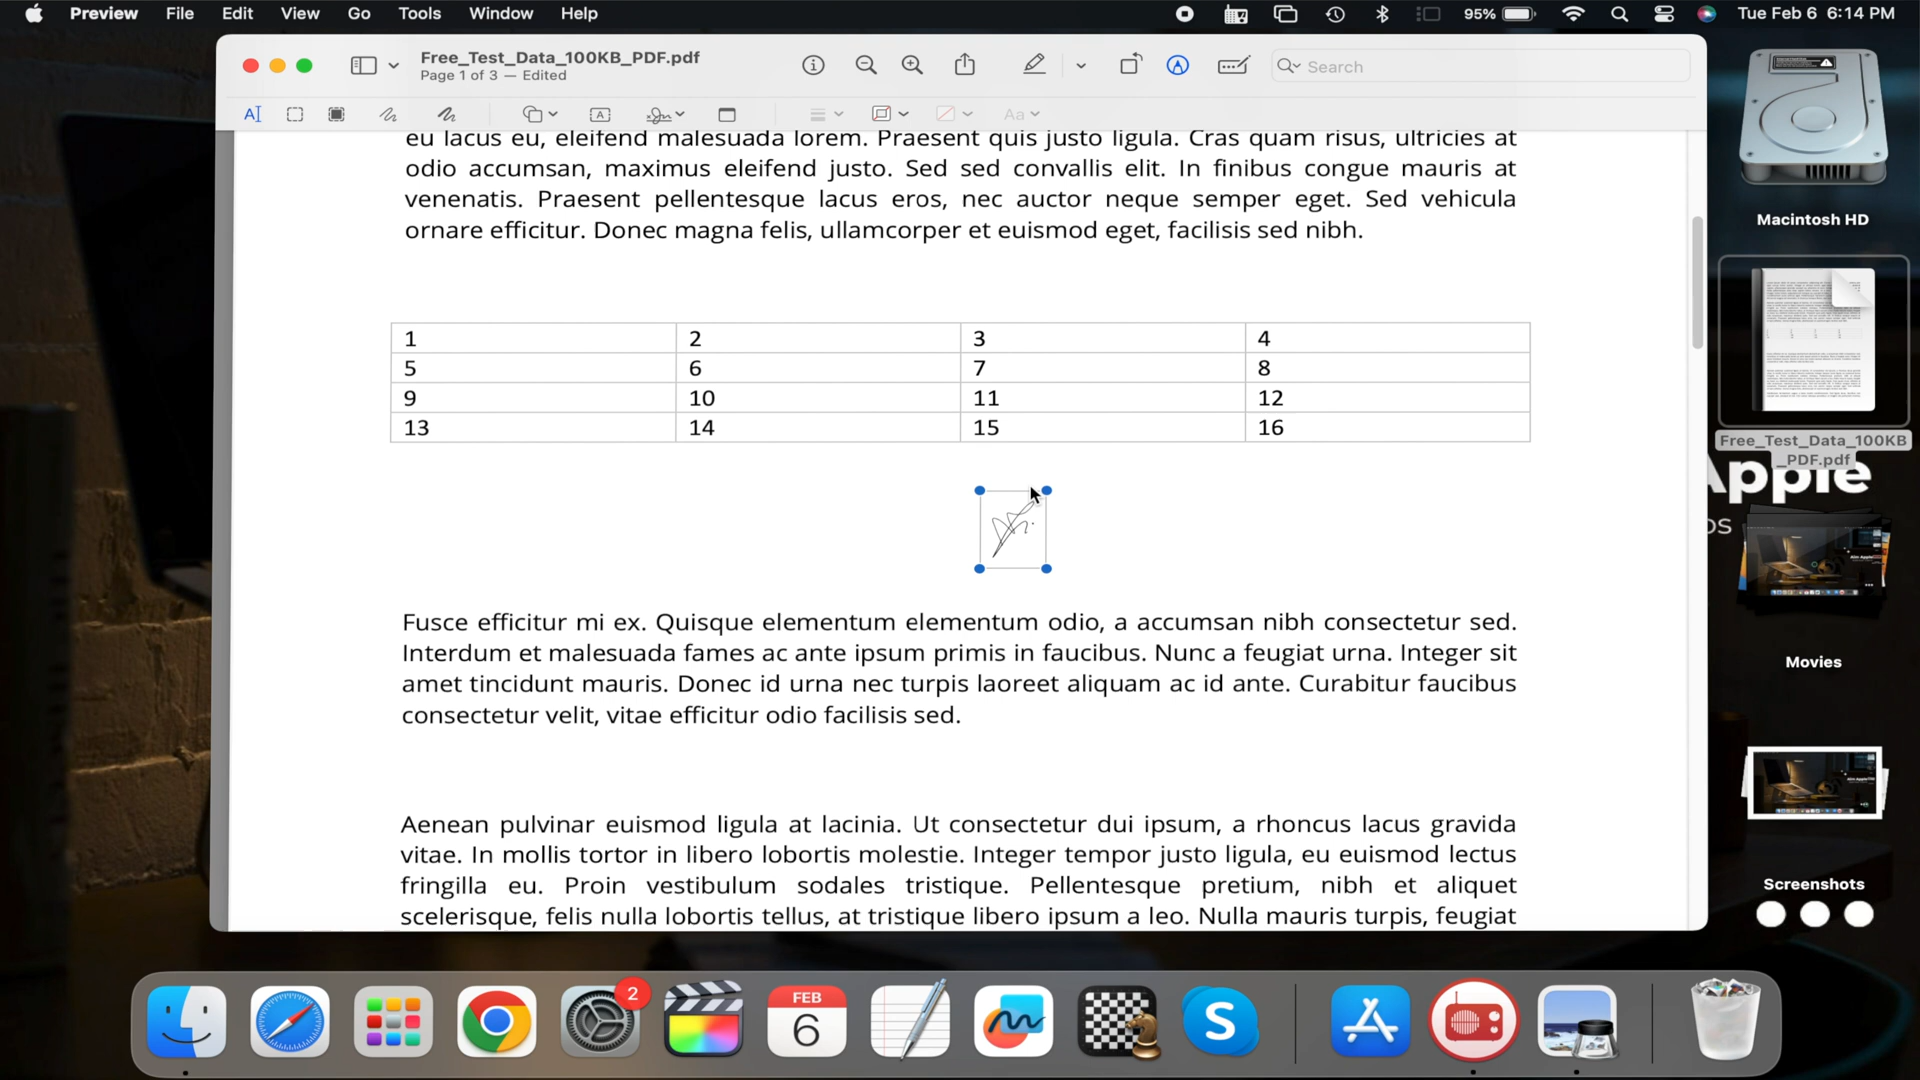 Preview File Edit View Go Tools Window Help 95% Tue Feb 6 6:14 PM
Free_Test_Data_100KB_PDF.pdf
Page 1 of 3 — Edited
Search
eu lacus eu, eleifend malesuada lorem. Praesent quis justo ligula. Cras quam risus, ultricies at
odio accumsan, maximus eleifend justo. Sed sed convallis elit. In finibus congue mauris at
venenatis. Praesent pellentesque lacus eros, nec auctor neque semper eget. Sed vehicula
ornare efficitur. Donec magna felis, ullamcorper et euismod eget, facilisis sed nibh.
1 2 3 4
5 6 7 8
9 10 11 12
13 14 15 16
Fusce efficitur mi ex. Quisque elementum elementum odio, a accumsan nibh consectetur sed.
Interdum et malesuada fames ac ante ipsum primis in faucibus. Nunc a feugiat urna. Integer sit
amet tincidunt mauris. Donec id urna nec turpis laoreet aliquam ac id ante. Curabitur faucibus
consectetur velit, vitae efficitur odio facilisis sed.
Aenean pulvinar euismod ligula at lacinia. Ut consectetur dui ipsum, a rhoncus lacus gravida
vitae. In mollis tortor in libero lobortis molestie. Integer tempor justo ligula, eu euismod lectus
fringilla eu. Proin vestibulum sodales tristique. Pellentesque pretium, nibh et aliquet
scelerisque, felis nulla lobortis tellus, at tristique libero ipsum a leo. Nulla mauris turpis, feugiat
Macintosh HD
Free_Test_Data_100KB
_PDF.pdf
Apple
OS
Movies
Screenshots
2
FEB
6